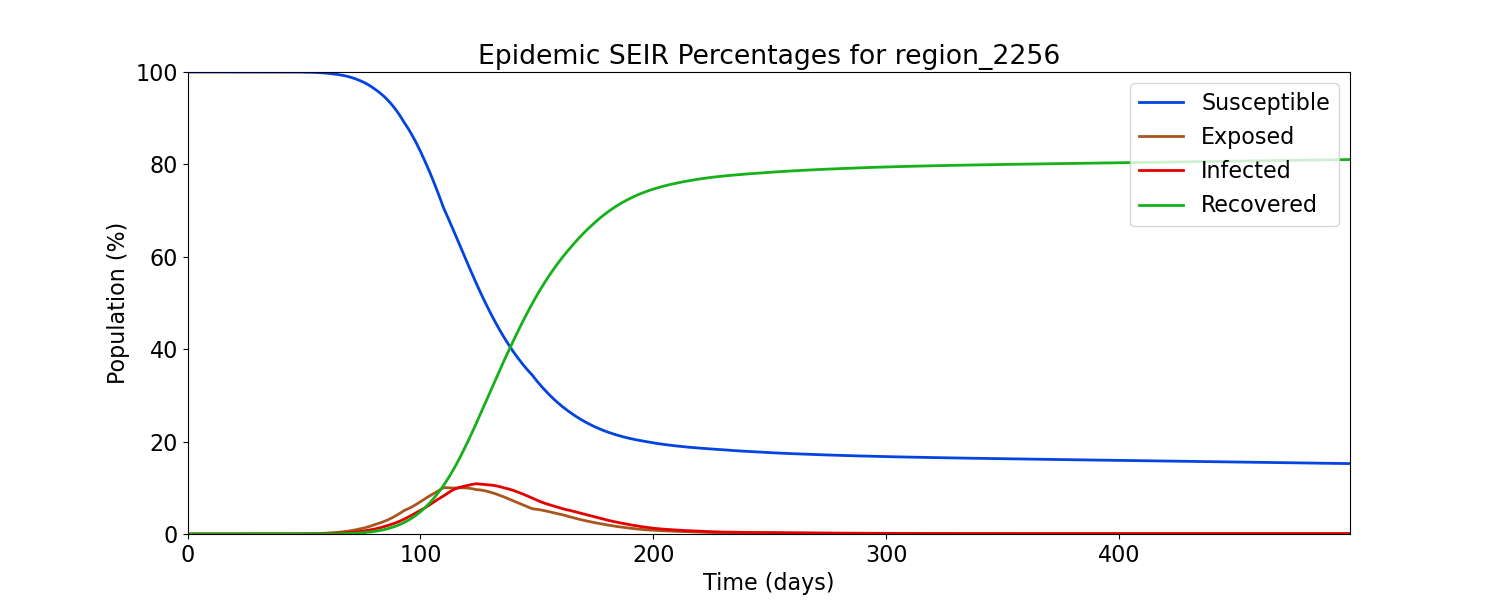 Epidemic SEIR Percentages for region_2256
Population (%)
100
80
60
40
20
0
Susceptible
Exposed
Infected
Recovered
0 100 200 300 400
Time (days)